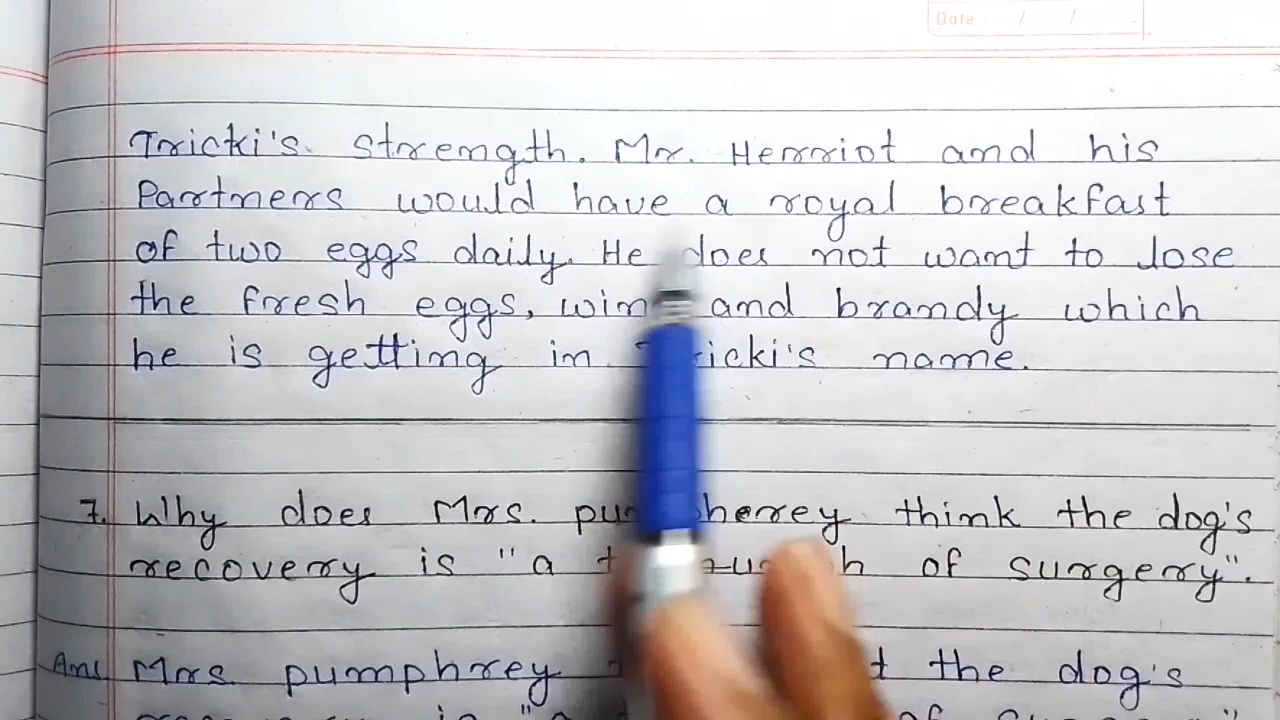 Date / /
Tricki's strength. Mr. Herriot and his
Partners would have a royal breakfast
of two eggs daily. He does not want to lose
the fresh eggs, and brandy which
he is getting in Tricki's name.
7. Why does Mrs. think the dog's
recovery is "a of surgery".
Ans Mrs pumphrey the dog's